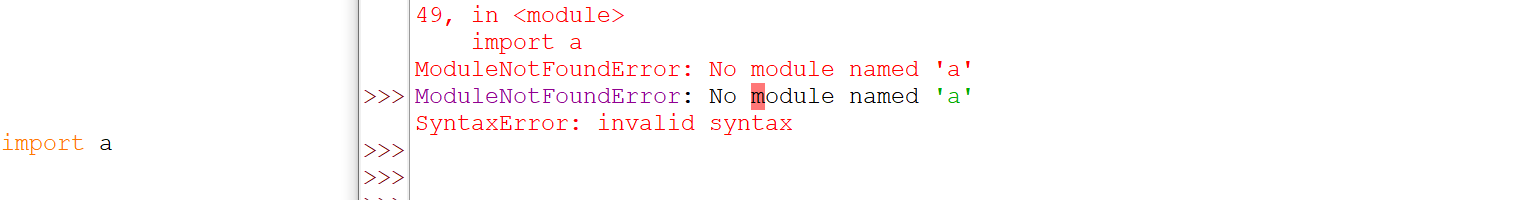 49, in <module>
    import a
ModuleNotFoundError: No module named 'a'
>>> ModuleNotFoundError: No module named 'a'
SyntaxError: invalid syntax
import a
>>>
>>>
>>>